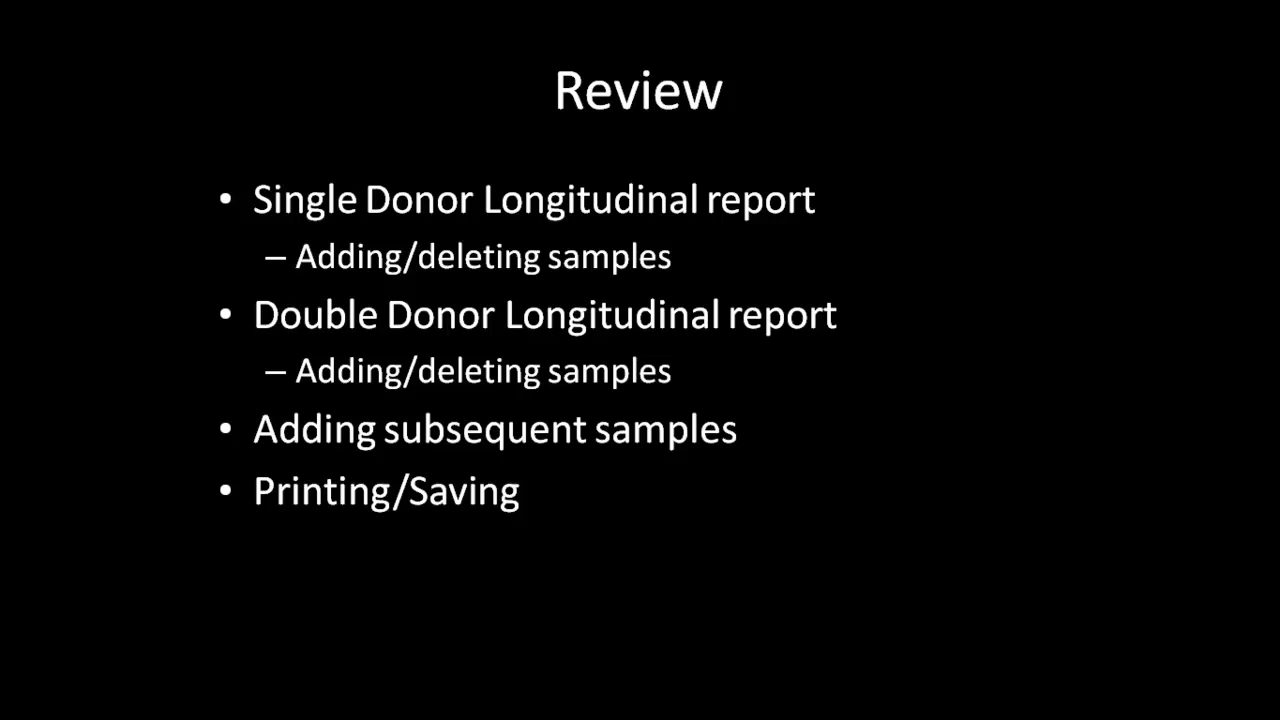 Review
• Single Donor Longitudinal report
– Adding/deleting samples
• Double Donor Longitudinal report
– Adding/deleting samples
• Adding subsequent samples
• Printing/Saving